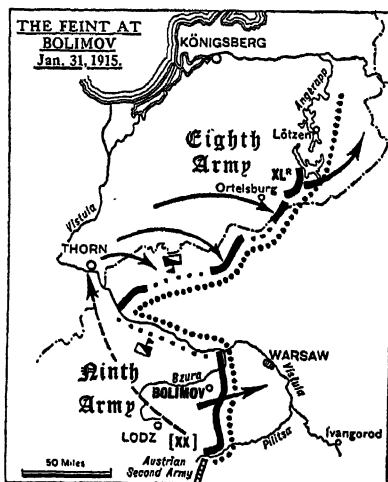 THE FEINT AT
BOLIMOV
Jan. 31, 1915.
KÖNIGSBERG
Angerapp
Lötzen
Eighth
Army
XLR
Ortelsburg
Vistula
THORN
Ninth
Army
Bzura
BOLIMOV
WARSAW
Vistula
LODZ
[XX]
Pilitsa
Ivangorod
50 Miles
Austrian
Second Army